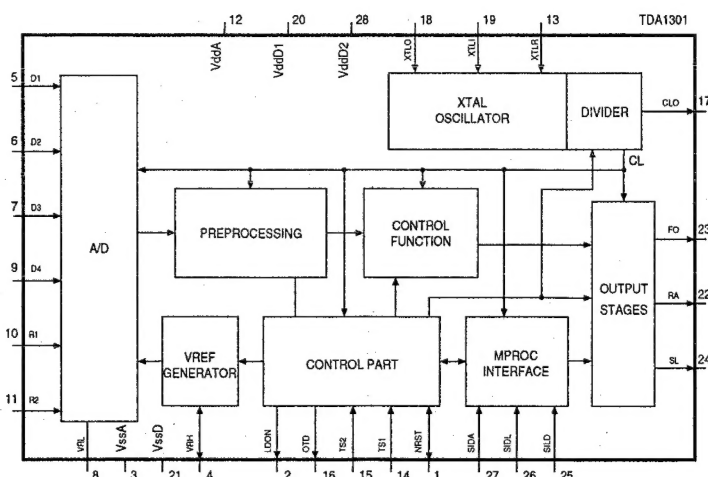 12 20 28 18 19 13 TDA1301
VddA VddD1 VddD2 XTLO XTLI XTLR
5 D1
XTAL OSCILLATOR
DIVIDER
CLO 17
6 D2
CL
7 D3
A/D
PREPROCESSING
CONTROL FUNCTION
FO 23
9 D4
OUTPUT STAGES
RA 22
10 R1
VREF GENERATOR
CONTROL PART
MPROC INTERFACE
SL 24
11 R2
VRL VssA VssD VRH LDON OTD TS2 TS1 NRST SIDA SIDL SILD
8 3 21 4 2 16 15 14 1 27 26 25